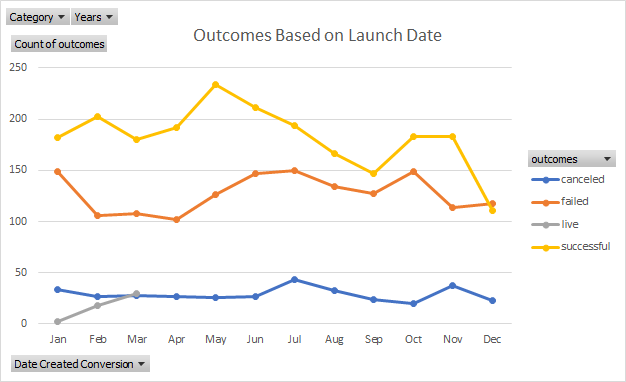 Category Years
Count of outcomes
Outcomes Based on Launch Date
250
200
150
100
50
0
Jan Feb Mar Apr May Jun Jul Aug Sep Oct Nov Dec
outcomes
canceled
failed
live
successful
Date Created Conversion